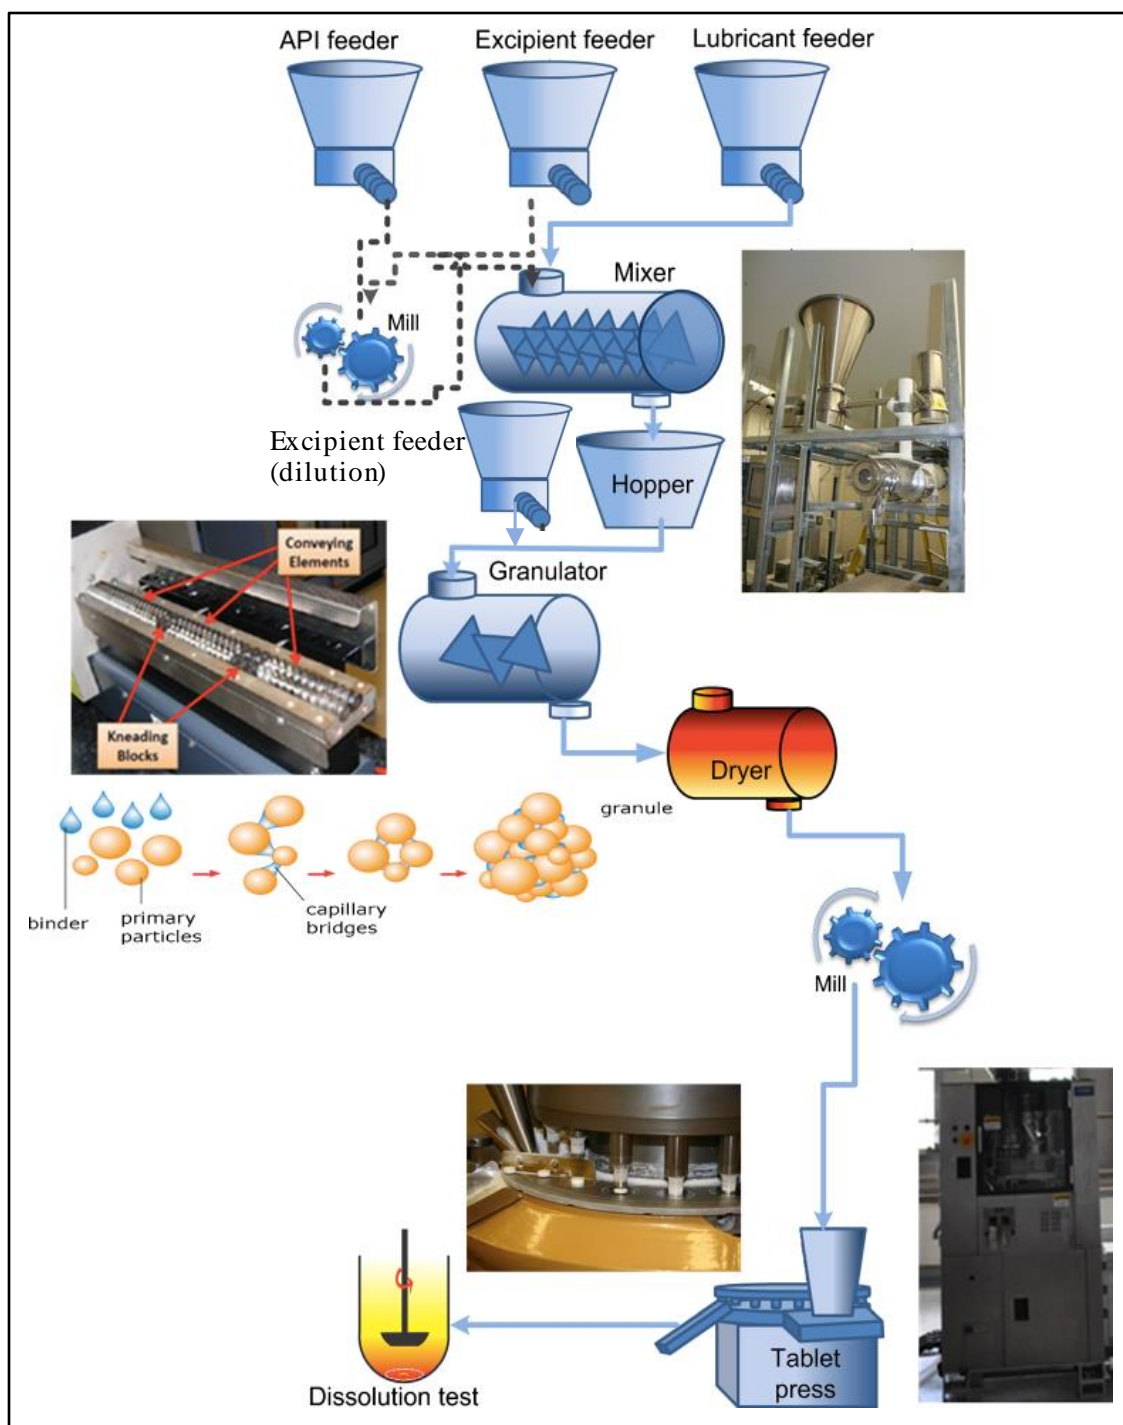 API feeder
Excipient feeder
Lubricant feeder
Mixer
Mill
Excipient feeder
(dilution)
Hopper
Granulator
Conveying
Elements
Kneading
Blocks
Dryer
granule
binder
primary
particles
capillary
bridges
Mill
Tablet
press
Dissolution test